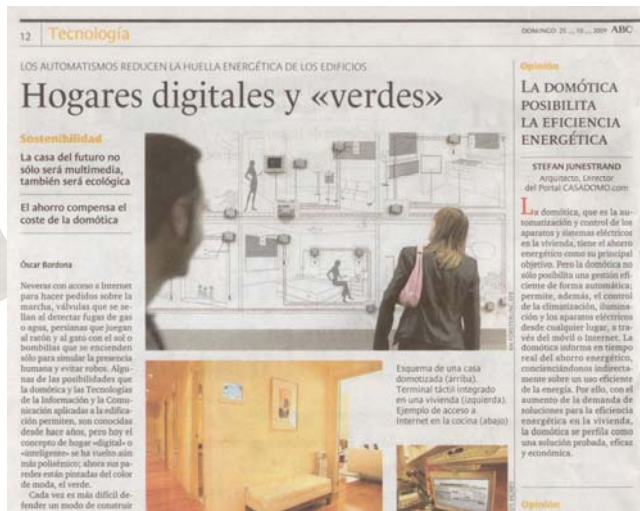 12 Tecnología
DOMINGO 25 10 2009 ABC
LOS AUTOMATISMOS REDUCEN LA HUELLA ENERGÉTICA DE LOS EDIFICIOS
Hogares digitales y «verdes»
Sostenibilidad
La casa del futuro no
sólo será multimedia,
también será ecológica
El ahorro compensa el
coste de la domótica
Óscar Bordona
Neveras con acceso a Internet
para hacer pedidos sobre la
marcha, válvulas que se se-
llan al detectar fugas de gas
o agua, persianas que juegan
al ratón y al gato con el sol o
bombillas que se encienden
sólo para simular la presencia
humana y evitar robos. Algu-
nas de las posibilidades que
la domótica y las Tecnologías
de la Información y la Comu-
nicación aplicadas a la edifica-
ción permiten, son conocidas
desde hace años, pero hoy el
concepto de hogar «digital» o
«inteligente» se ha vuelto aún
más polisémico; ahora sus pa-
redes están pintadas del color
de moda, el verde.
Cada vez es más difícil de-
fender un modo de construir
Esquema de una casa
domotizada (arriba).
Terminal táctil integrado
en una vivienda (izquierda).
Ejemplo de acceso a
Internet en la cocina (abajo)
Opinión
LA DOMÓTICA
POSIBILITA
LA EFICIENCIA
ENERGÉTICA
STEFAN JUNESTRAND
Arquitecto, Director
del Portal CASADOMO.com
La domótica, que es la au-
tomatización y control de los
aparatos y sistemas eléctricos
en la vivienda, tiene el ahorro
energético como su principal
objetivo. Pero la domótica no
sólo posibilita una gestión efi-
ciente de forma automática;
permite, además, el control
de la climatización, ilumina-
ción y los aparatos eléctricos
desde cualquier lugar, a tra-
vés del móvil o Internet. La
domótica informa en tiempo
real del ahorro energético,
concienciándonos indirecta-
mente sobre un uso eficiente
de la energía. Por ello, con el
aumento de la demanda de
soluciones para la eficiencia
energética en la vivienda,
la domótica se perfila como
una solución probada, eficaz
y económica.
Opinión